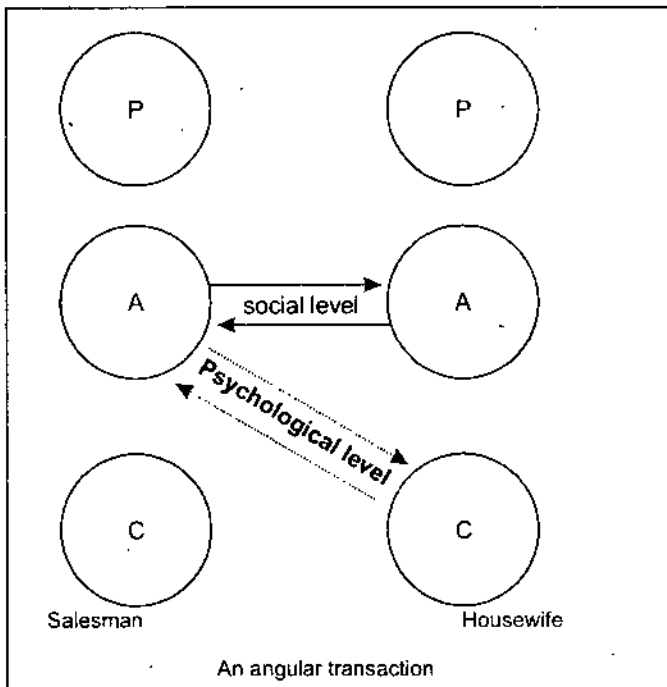 P P
A A
social level
Psychological level
C C
Salesman Housewife
An angular transaction